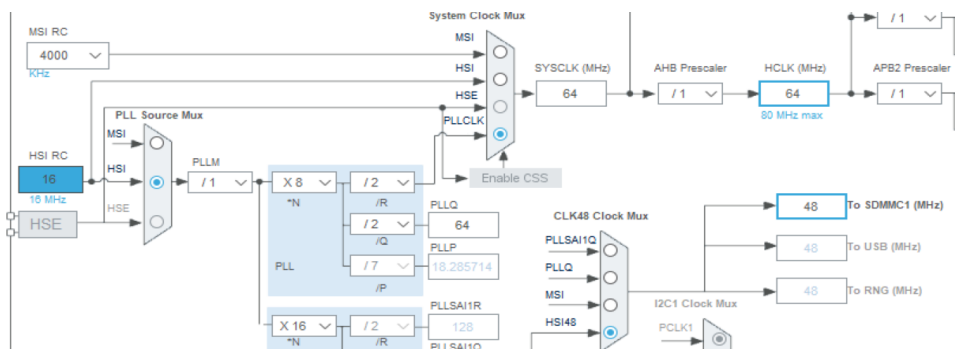 System Clock Mux
MSI RC
4000
KHz
MSI
HSI
HSE
PLLCLK
SYSCLK (MHz)
64
AHB Prescaler
/ 1
HCLK (MHz)
64
80 MHz max
/ 1
APB2 Prescaler
/ 1
Enable CSS
PLL Source Mux
MSI
HSI
HSE
HSI RC
16
16 MHz
HSE
PLLM
/ 1
X 8
*N
/ 2
/R
PLLQ
/ 2
64
/Q
PLLP
/ 7
18.285714
/P
PLL
PLLSAI1R
X 16
*N
/ 2
128
/R
PLLSAI1Q
CLK48 Clock Mux
PLLSAI1Q
PLLQ
MSI
HSI48
48
To SDMMC1 (MHz)
48
To USB (MHz)
48
To RNG (MHz)
I2C1 Clock Mux
PCLK1